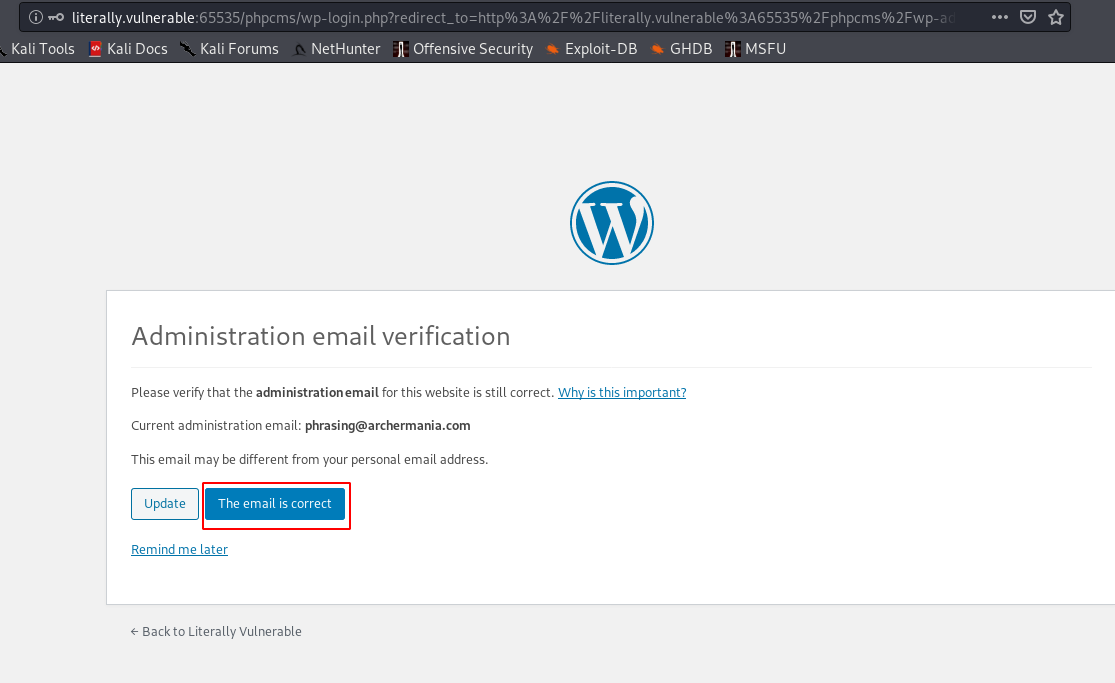 literally.vulnerable:65535/phpcms/wp-login.php?redirect_to=http%3A%2F%2Fliterally.vulnerable%3A65535%2Fphpcms%2Fwp-ad
Kali Tools Kali Docs Kali Forums NetHunter Offensive Security Exploit-DB GHDB MSFU
Administration email verification
Please verify that the administration email for this website is still correct. Why is this important?
Current administration email: phrasing@archermania.com
This email may be different from your personal email address.
Update The email is correct
Remind me later
← Back to Literally Vulnerable